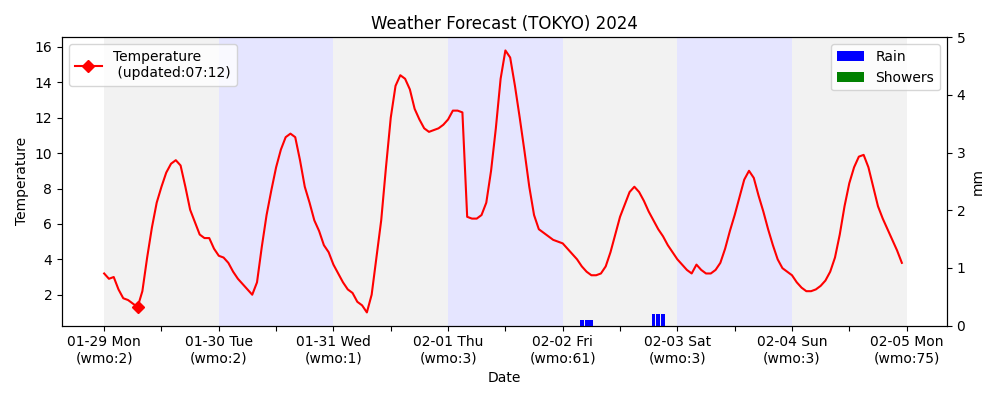 Weather Forecast (TOKYO) 2024
Temperature
(updated:07:12)
Rain
Showers
Temperature
16
14
12
10
8
6
4
2
5
4
3
2
1
0
mm
01-29 Mon
(wmo:2)
01-30 Tue
(wmo:2)
01-31 Wed
(wmo:1)
02-01 Thu
(wmo:3)
02-02 Fri
(wmo:61)
02-03 Sat
(wmo:3)
02-04 Sun
(wmo:3)
02-05 Mon
(wmo:75)
Date